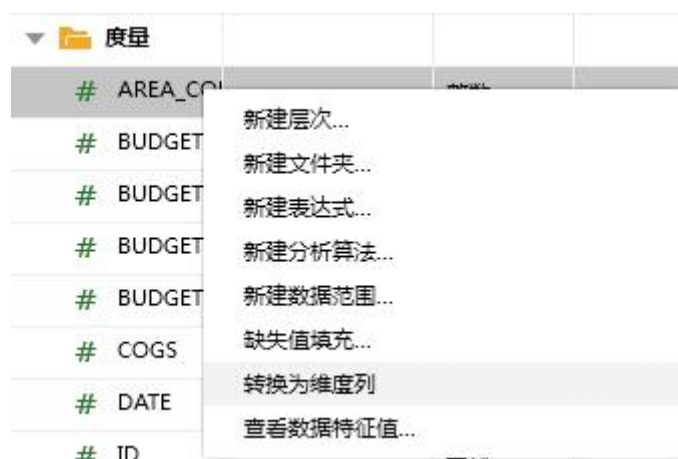 度量
# AREA_CO
新建层次...
# BUDGET
新建文件夹...
# BUDGET
新建表达式...
# BUDGET
新建分析算法...
# BUDGET
新建数据范围...
# COGS
缺失值填充...
转换为维度列
# DATE
查看数据特征值...
# ID